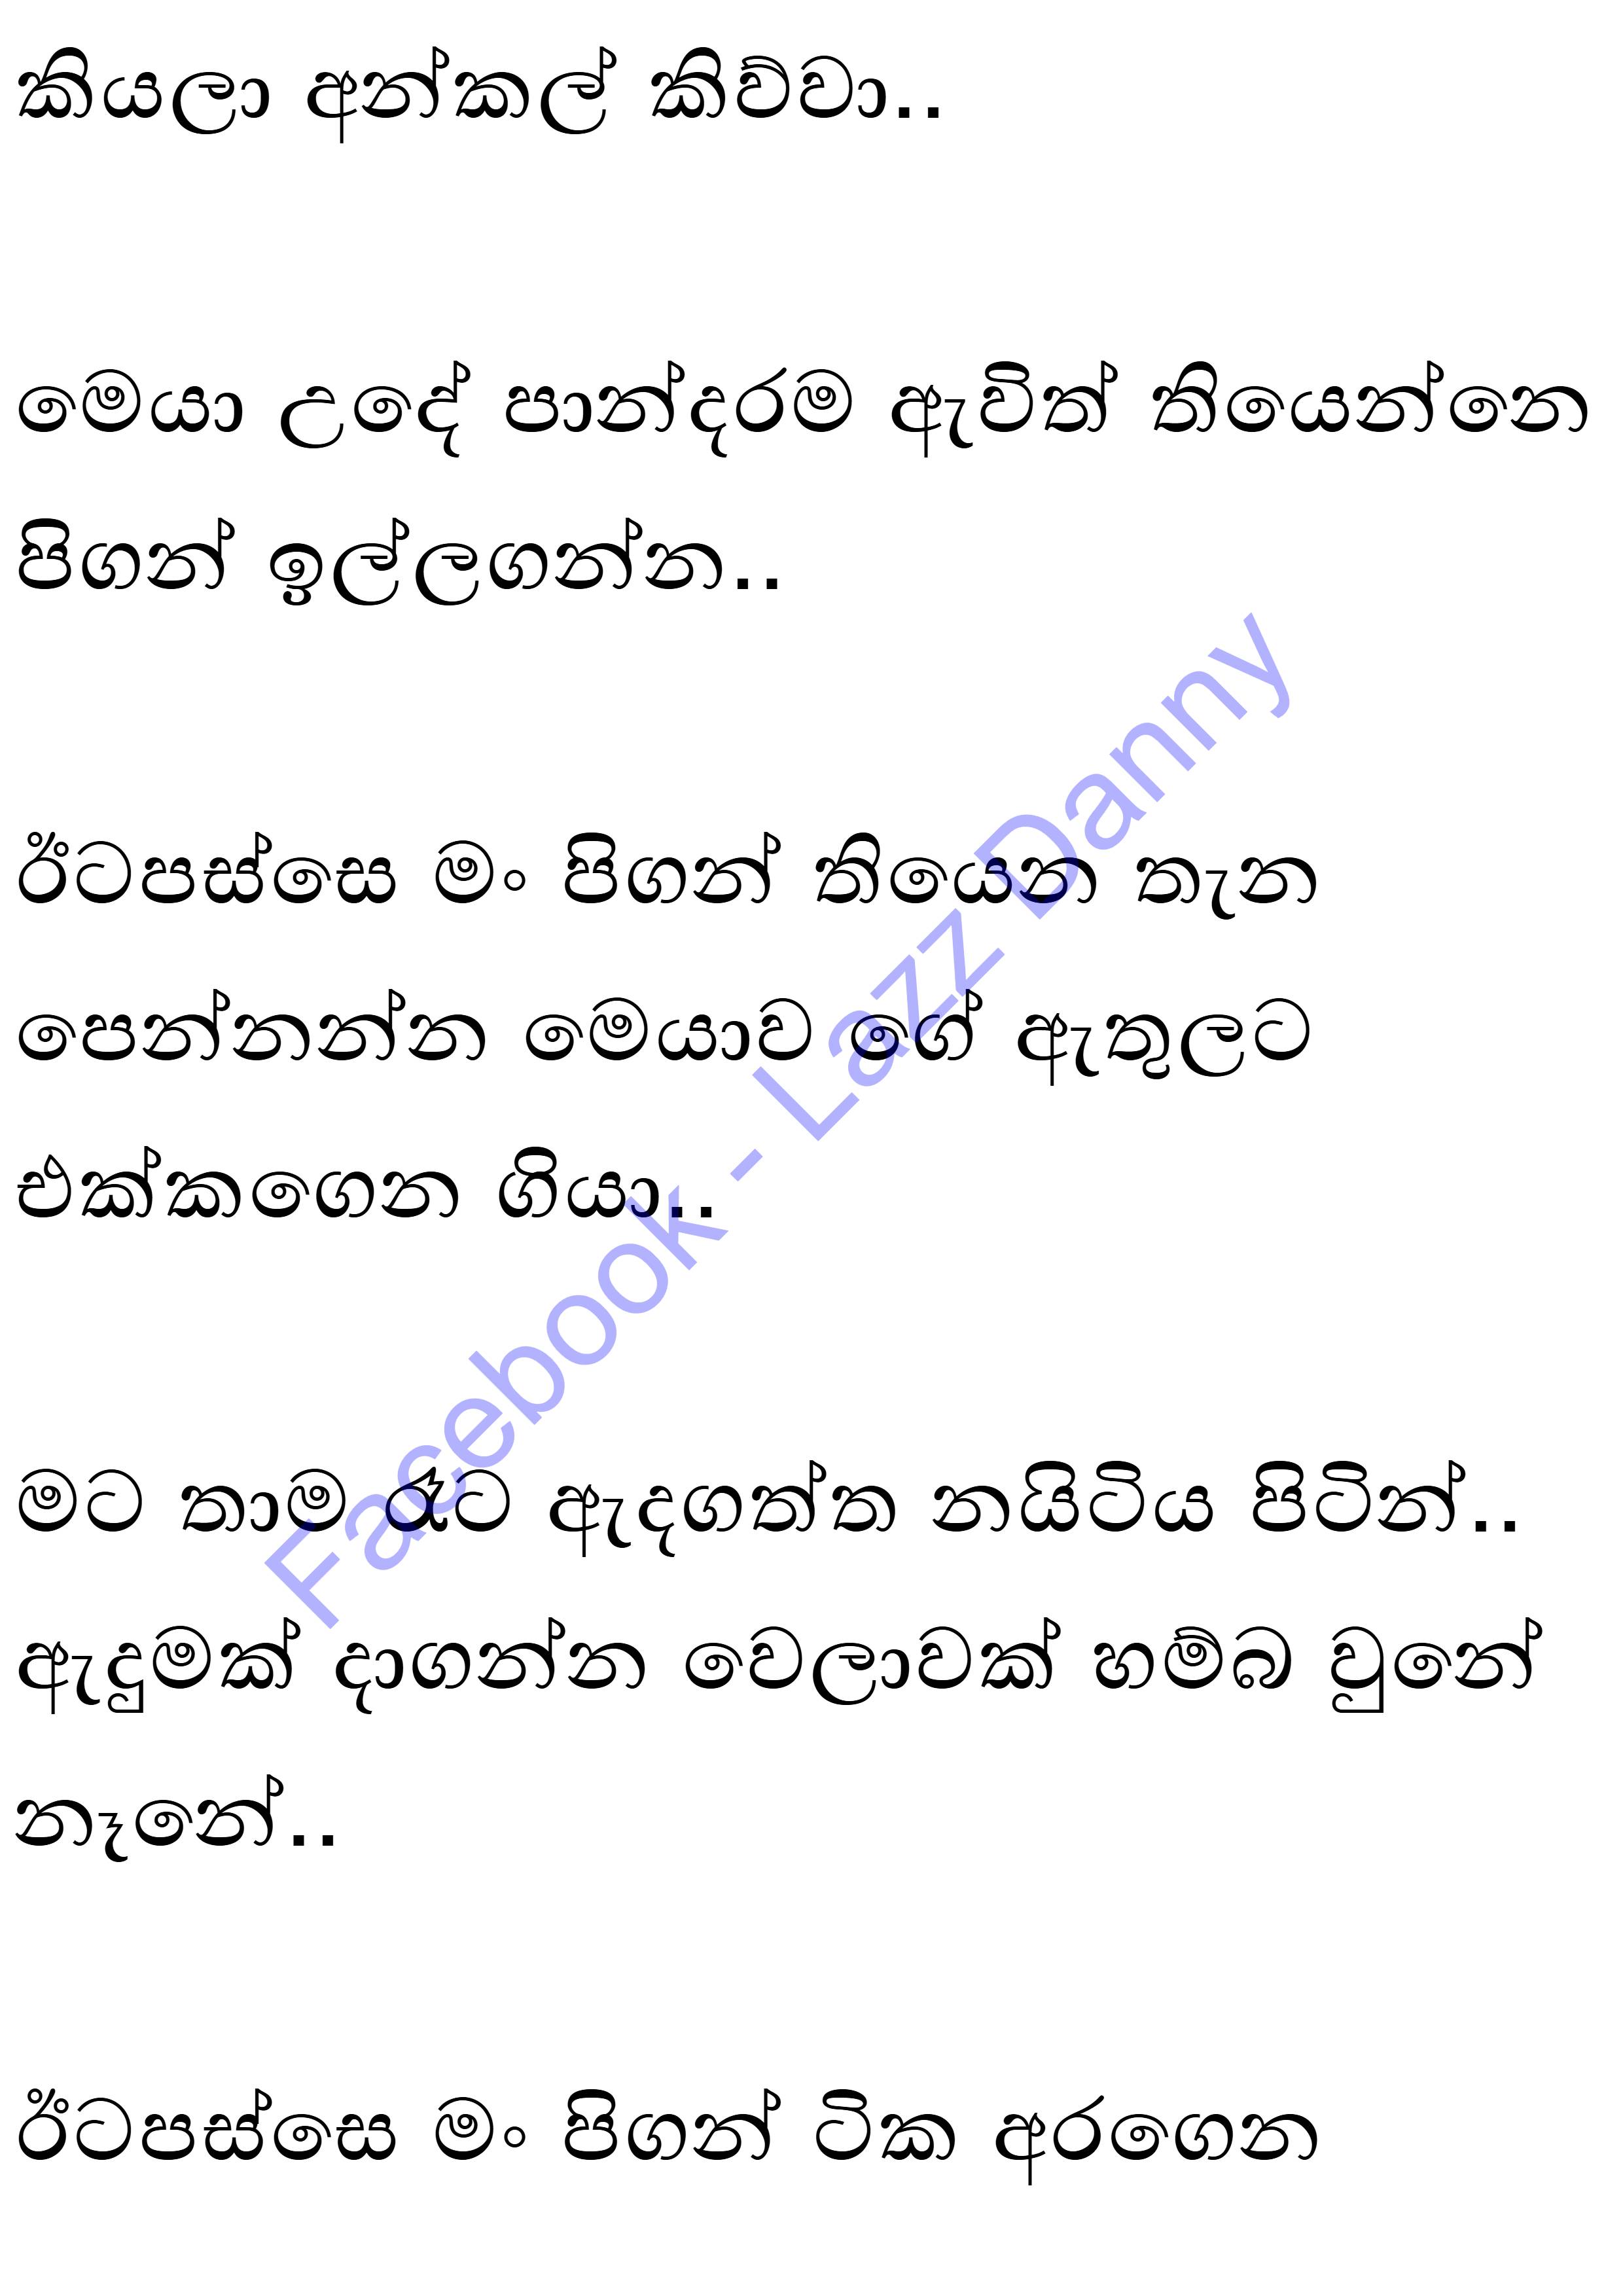 කියලා අන්කල් කිව්වා..
මෙයා උදේ පාන්දරම ඇවිත් තියෙන්නෙ
පිගන් ඉල්ලගන්න..
ඊටපස්සෙ මං පිගන් තියෙන තැන
පෙන්නන්න මෙයාව ගේ ඇතුලට
එක්කගෙන ගියා..
මට තාම රෑට ඇදගත්ත නයිටිය පිටින්..
ඇදුමක් දාගන්න වෙලාවක් හම්බ වුනේ
නෑනේ..
ඊටපස්සෙ මං පිගන් ටික අරගෙන
Facebook - Lazz Danny